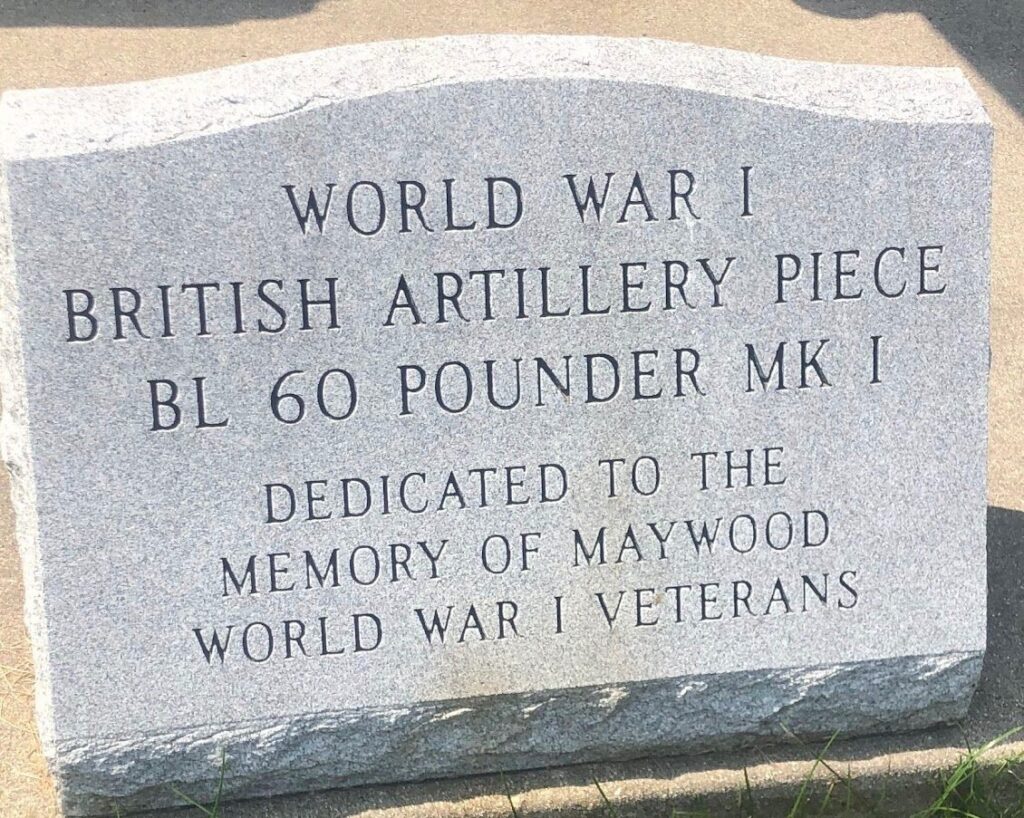 WORLD WAR I
BRITISH ARTILLERY PIECE
BL 60 POUNDER MK I
DEDICATED TO THE
MEMORY OF MAYWOOD
WORLD WAR I VETERANS